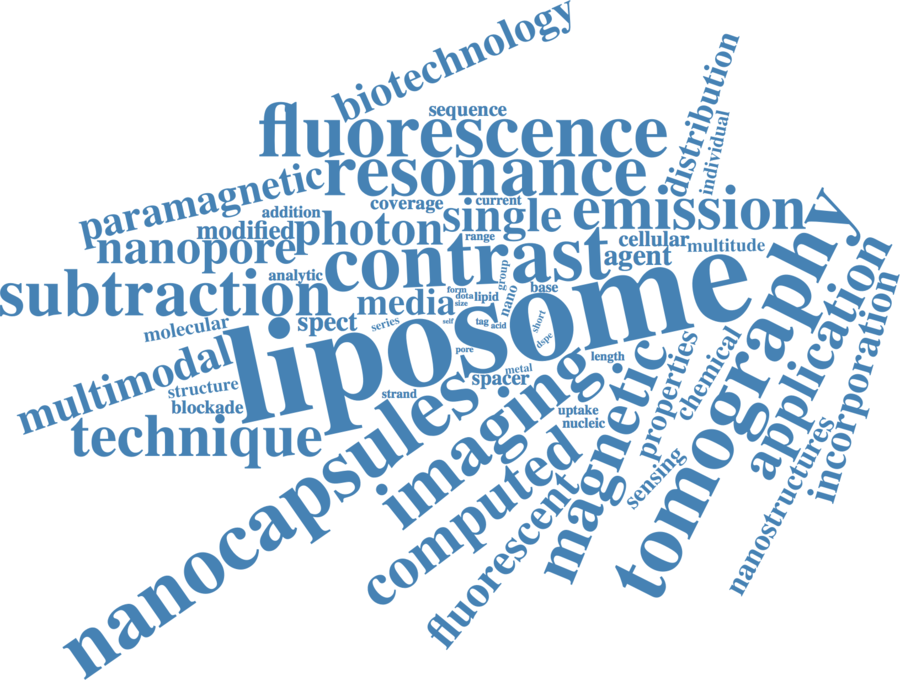 biotechnology
distribution
individual
sequence
fluorescence
resonance
paramagnetic
coverage
current
addition
single
emission
modified
photon
range
cellular
multitude
nanopore
contrast
agent
analytic
group
subtraction
media
form
dota
lipid
nano
base
size
molecular
spect
series
self
tag
acid
short
dspe
liposome
tomography
application
incorporation
multimodal
pore
length
metal
structure
strand
spacer
blockade
uptake
nucleic
technique
nanocapsules
imaging
magnetic
properties
chemical
computed
sensing
fluorescent
nanostructures